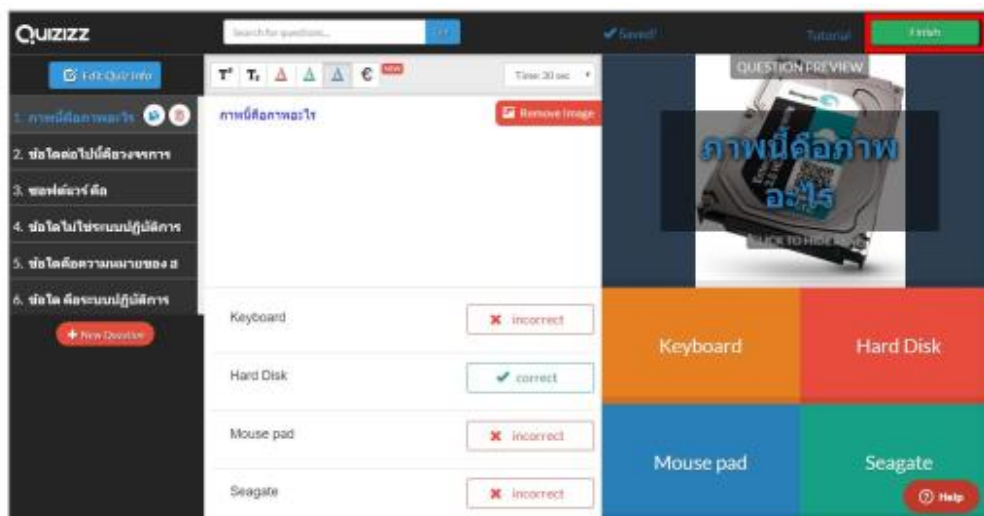 QUIZIZZ
Search for questions...
Saved!
Tutorial
Finish
Edit Quiz Info
NEW
Time: 30 sec
1. ภาพนี้คือภาพอะไร
2. ข้อใดต่อไปนี้คือวงจรการ
3. ซอฟต์แวร์ คือ
4. ข้อใดไม่ใช่ระบบปฏิบัติการ
5. ข้อใดคือความหมายของ ส
6. ข้อใด คือระบบปฏิบัติการ
+ New Question
ภาพนี้คือภาพอะไร
Remove Image
Keyboard
incorrect
Hard Disk
correct
Mouse pad
incorrect
Seagate
incorrect
QUESTION PREVIEW
ภาพนี้คือภาพ
อะไร
Keyboard
Hard Disk
Mouse pad
Seagate
Help